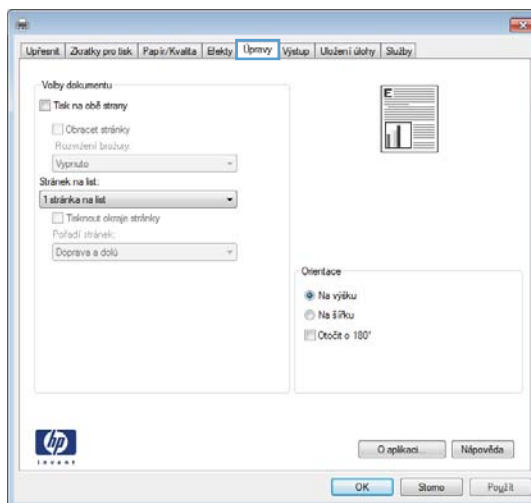 Upřesnit Zkratky pro tisk Papír/Kvalita Efekty Úpravy Výstup Uložení úlohy Služby
Volby dokumentu
Tisk na obě strany
Obracet stránky
Rozvržení brožury:
Vypnuto
Stránek na list:
1 stránka na list
Tisknout okraje stránky
Pořadí stránek:
Doprava a dolů
E
Orientace
Na výšku
Na šířku
Otočit o 180°
hp
invent
O aplikaci... Nápověda
OK Storno Použít